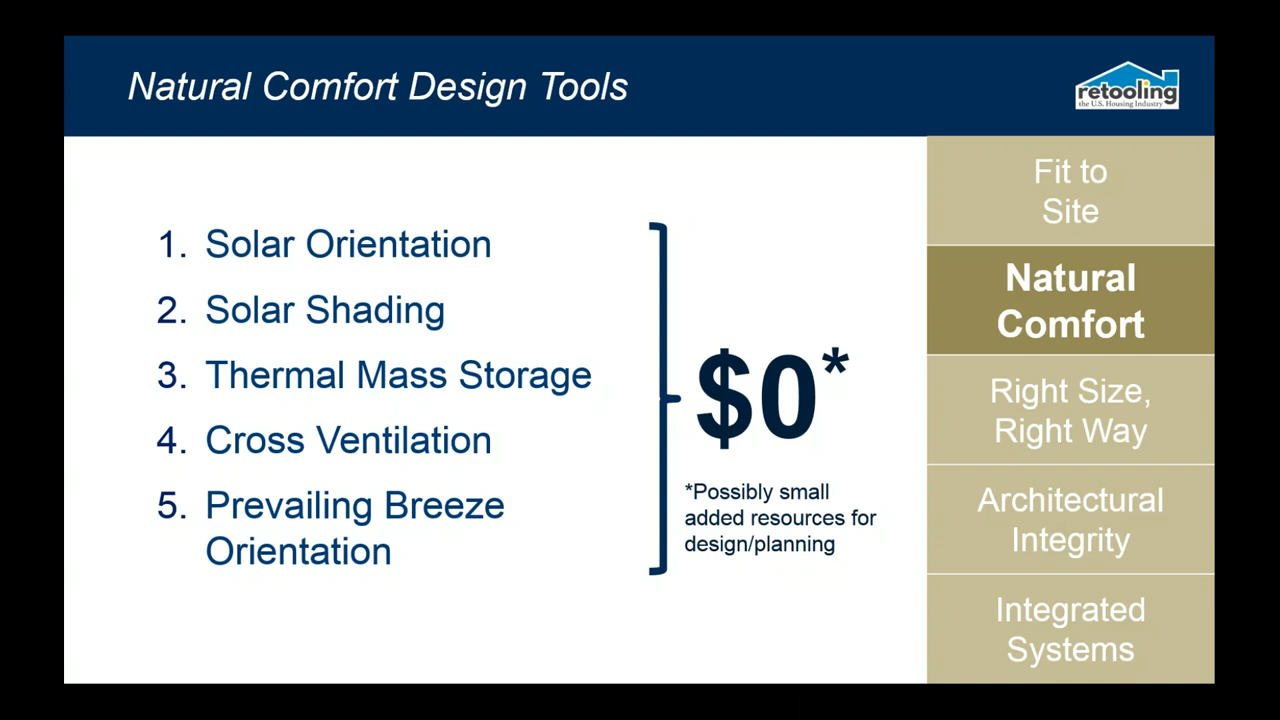 Natural Comfort Design Tools
retooling
the U.S. Housing Industry
1. Solar Orientation
2. Solar Shading
3. Thermal Mass Storage
4. Cross Ventilation
5. Prevailing Breeze
Orientation
$0*
*Possibly small
added resources for
design/planning
Fit to
Site
Natural
Comfort
Right Size,
Right Way
Architectural
Integrity
Integrated
Systems